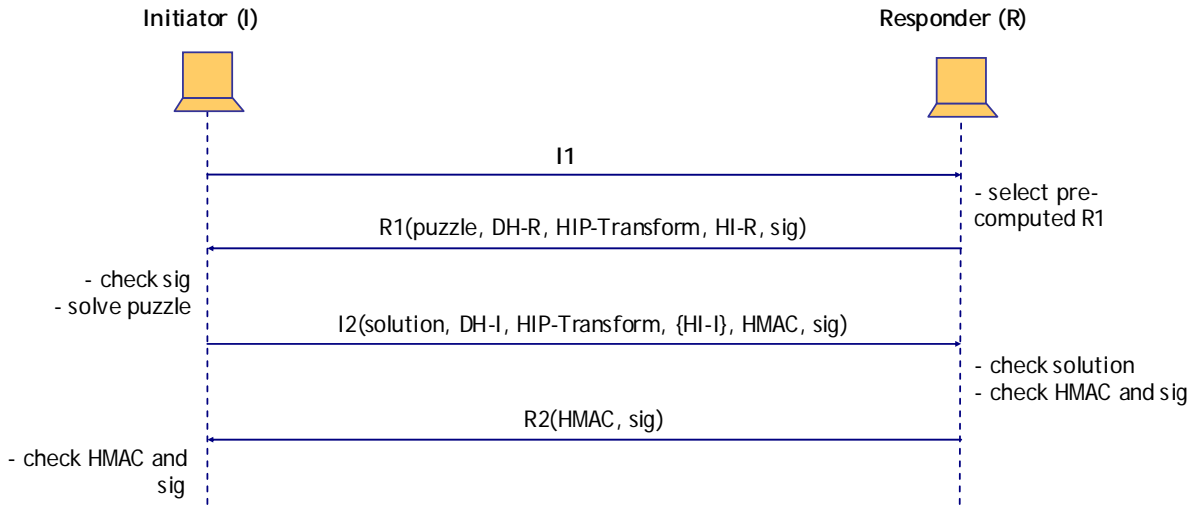 Initiator (I)
Responder (R)
I1
- select pre-
computed R1
R1(puzzle, DH-R, HIP-Transform, HI-R, sig)
- check sig
- solve puzzle
I2(solution, DH-I, HIP-Transform, {HI-I}, HMAC, sig)
- check solution
- check HMAC and sig
R2(HMAC, sig)
- check HMAC and
sig